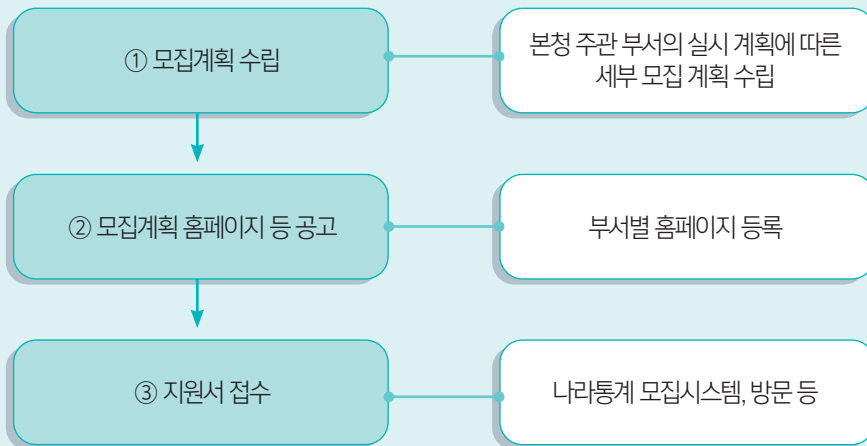 ① 모집계획 수립
본청 주관 부서의 실시 계획에 따른
세부 모집 계획 수립
② 모집계획 홈페이지 등 공고
부서별 홈페이지 등록
③ 지원서 접수
나라통계 모집시스템, 방문 등